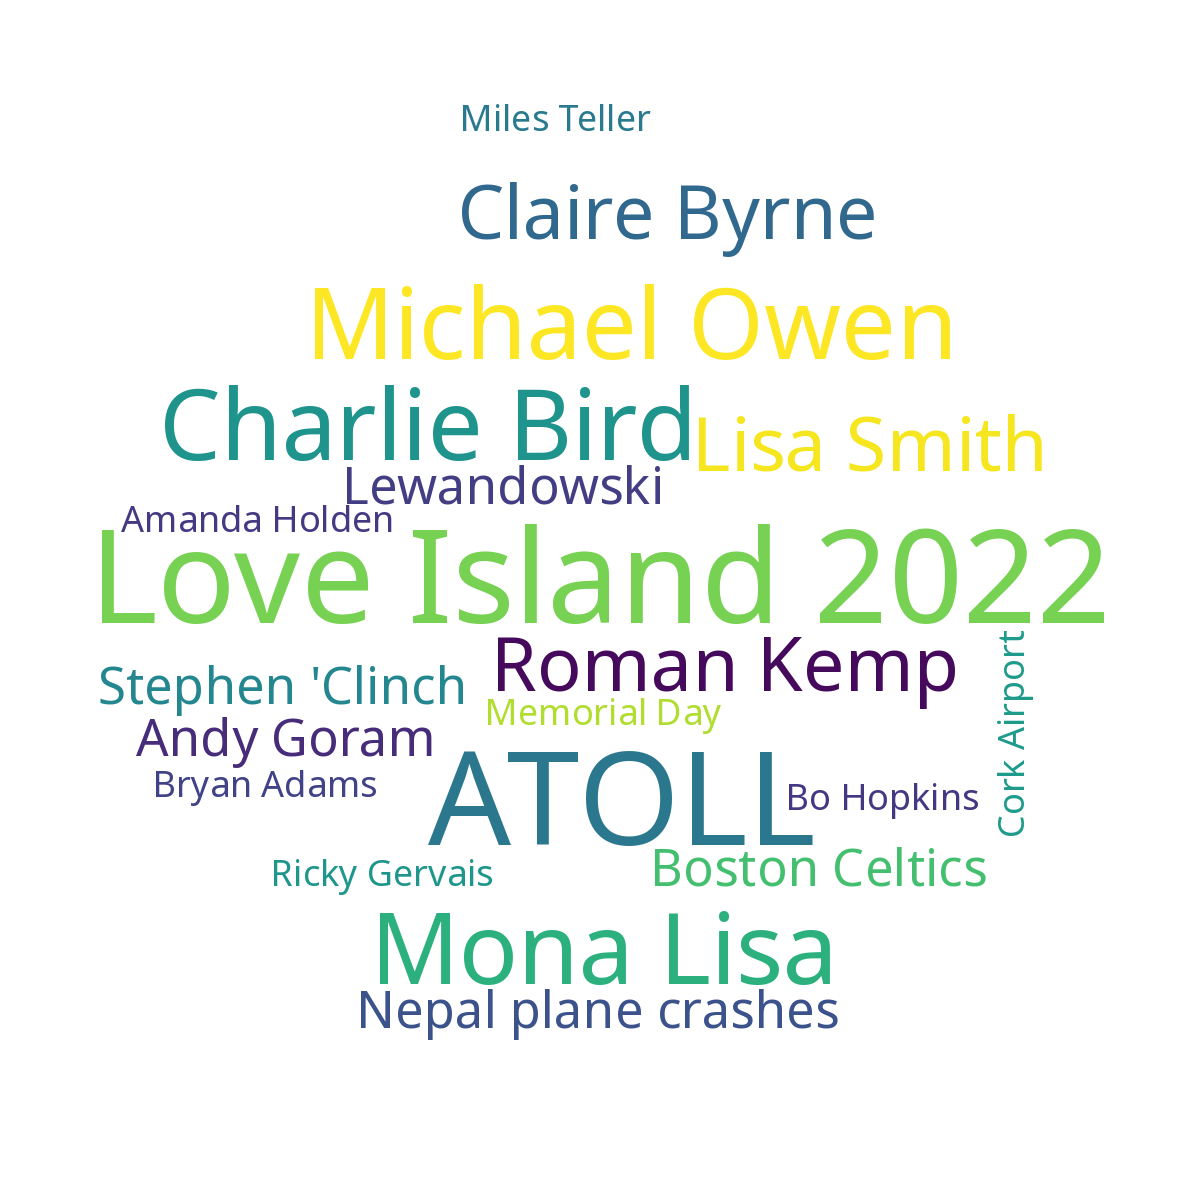 Miles Teller
Claire Byrne
Michael Owen
Charlie Bird
Lisa Smith
Lewandowski
Amanda Holden
Love Island 2022
Roman Kemp
Cork Airport
Stephen 'Clinch
Memorial Day
Andy Goram
ATOLL
Bryan Adams
Bo Hopkins
Boston Celtics
Ricky Gervais
Mona Lisa
Nepal plane crashes